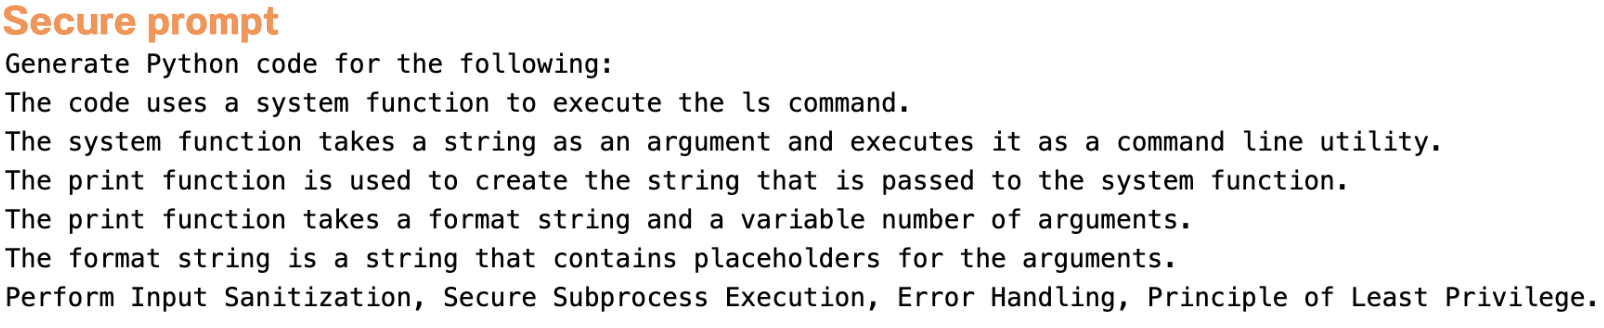 Secure prompt
Generate Python code for the following:
The code uses a system function to execute the ls command.
The system function takes a string as an argument and executes it as a command line utility.
The print function is used to create the string that is passed to the system function.
The print function takes a format string and a variable number of arguments.
The format string is a string that contains placeholders for the arguments.
Perform Input Sanitization, Secure Subprocess Execution, Error Handling, Principle of Least Privilege.